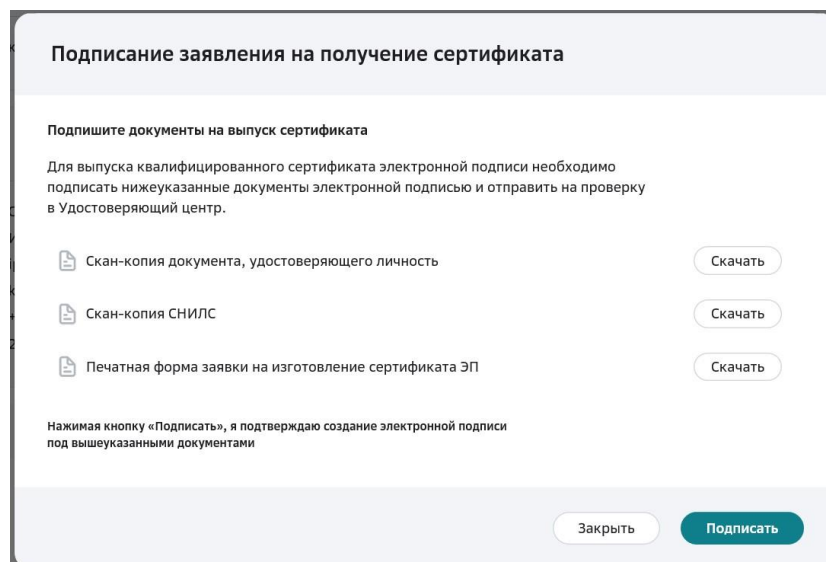 Подписание заявления на получение сертификата
Подпишите документы на выпуск сертификата
Для выпуска квалифицированного сертификата электронной подписи необходимо
подписать нижеуказанные документы электронной подписью и отправить на проверку
в Удостоверяющий центр.
Скан-копия документа, удостоверяющего личность Скачать
Скан-копия СНИЛС Скачать
Печатная форма заявки на изготовление сертификата ЭП Скачать
Нажимая кнопку «Подписать», я подтверждаю создание электронной подписи
под вышеуказанными документами
Закрыть Подписать